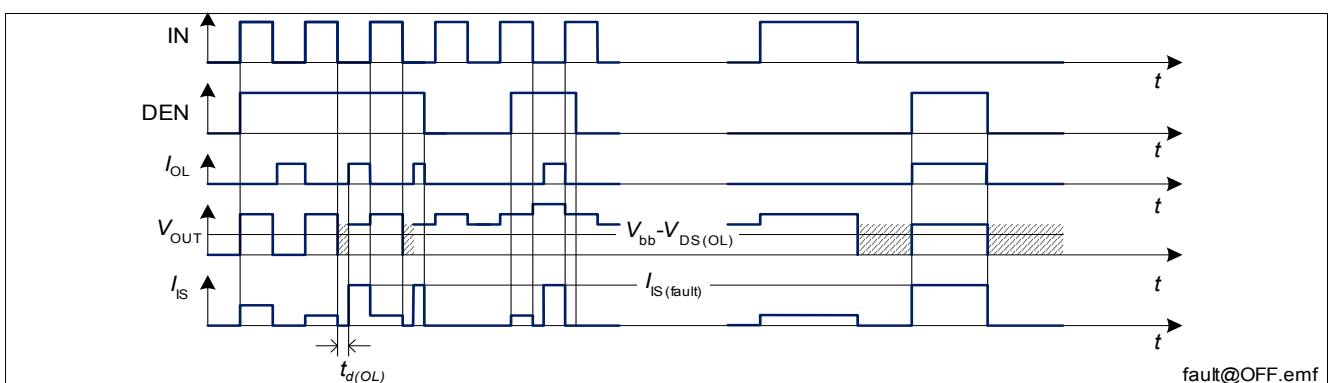 IN
t
DEN
t
I_OL
t
V_OUT
V_bb-V_DS(OL)
t
I_IS
I_IS(fault)
t
t_d(OL)
fault@OFF.emf